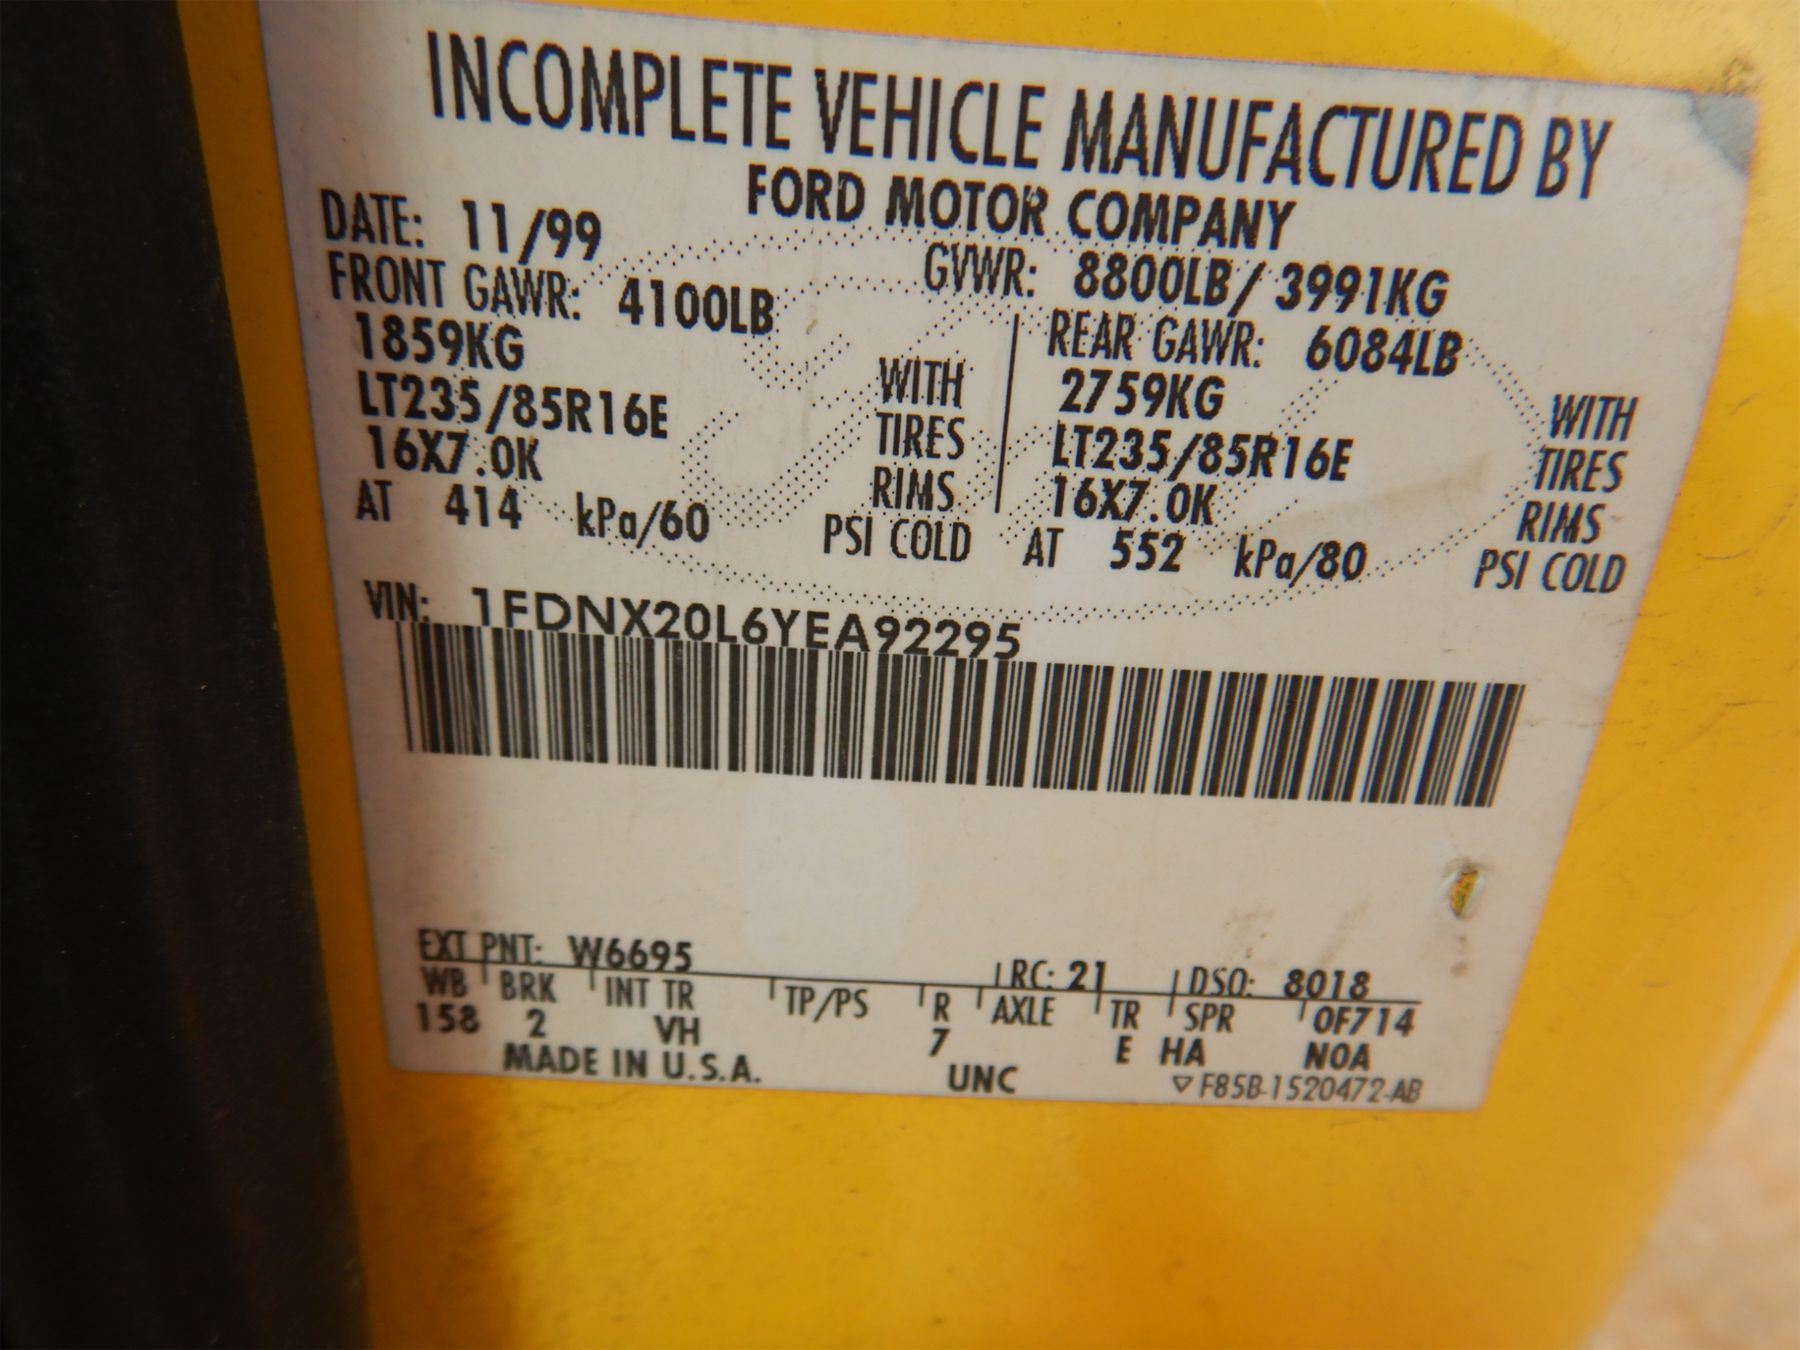 INCOMPLETE VEHICLE MANUFACTURED BY
FORD MOTOR COMPANY
DATE: 11/99
GVWR: 8800LB/ 3991KG
FRONT GAWR: 4100LB
1859KG
WITH
LT235/85R16E
TIRES
16X7.0K
RIMS
AT 414 kPa/60
PSI COLD
REAR GAWR: 6084LB
2759KG
WITH
LT235/85R16E
TIRES
16X7.0K
RIMS
AT 552 kPa/80
PSI COLD
VIN: 1FDNX20L6YEA92295
EXT PNT: W6695
RC: 21 DSO: 8018
WB BRK INT TR TP/PS R AXLE TR SPR 0F714
158 2 VH 7 E HA NOA
MADE IN U.S.A. UNC ▽ F85B-1520472-AB